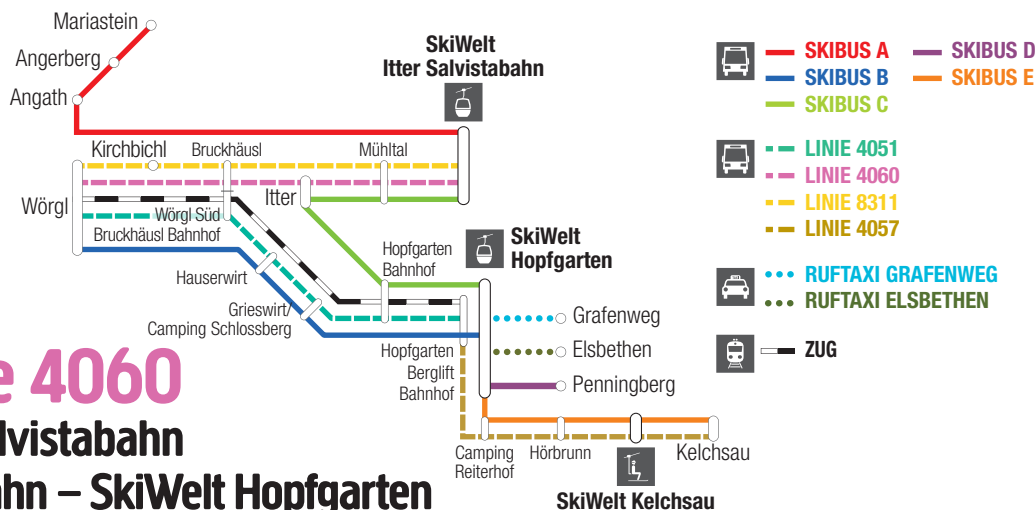 Mariastein
Angerberg
Angath
SkiWelt
Itter Salvistabahn
Kirchbichl
Bruckhäusl
Mühltal
Wörgl
Itter
Wörgl Süd
Bruckhäusl Bahnhof
Hauserwirt
Grieswirt/
Camping Schlossberg
Hopfgarten
Bahnhof
SkiWelt
Hopfgarten
Grafenweg
Elsbethen
Penningberg
Hopfgarten
Berglift
Bahnhof
Camping
Reiterhof
Hörbrunn
Kelchsau
SkiWelt Kelchsau
SKIBUS A
SKIBUS B
SKIBUS C
SKIBUS D
SKIBUS E
LINIE 4051
LINIE 4060
LINIE 8311
LINIE 4057
RUFTAXI GRAFENWEG
RUFTAXI ELSBETHEN
ZUG
e 4060
lvistabahn
ahn – SkiWelt Hopfgarten